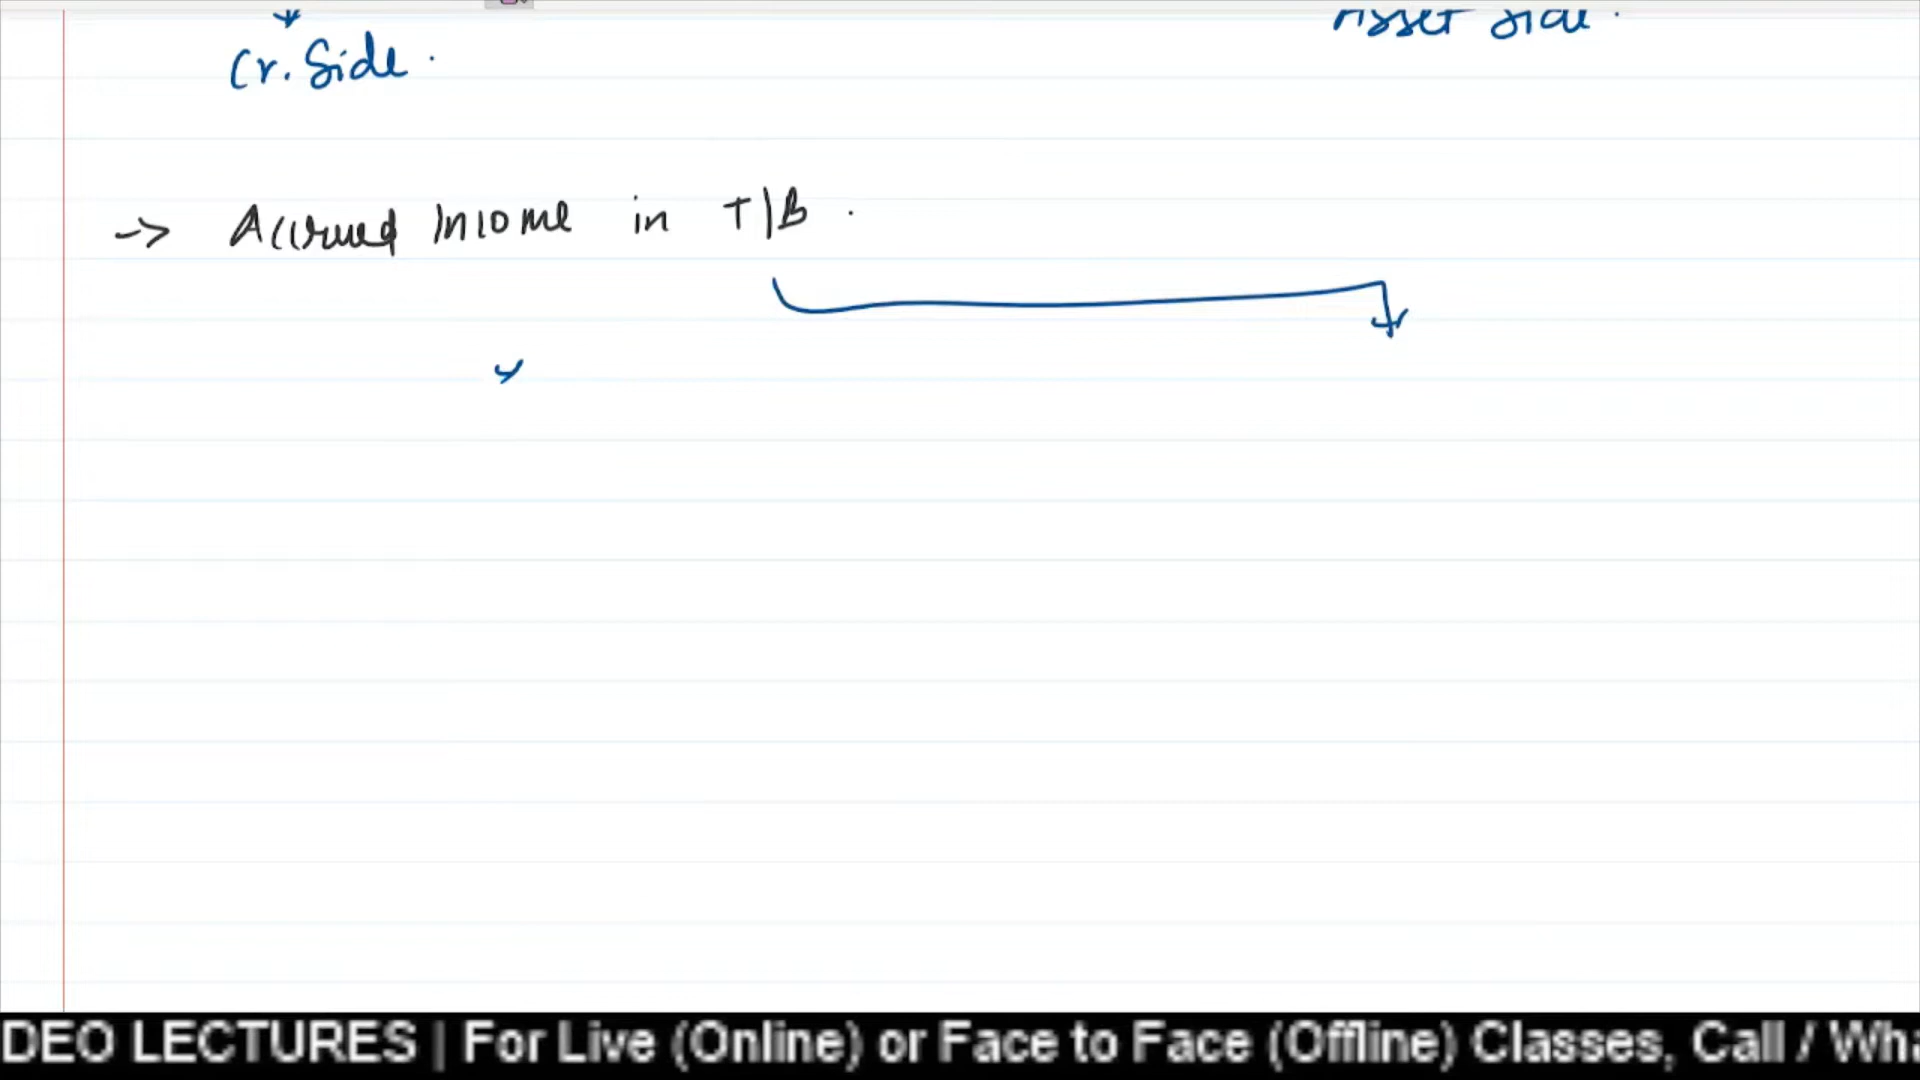 Asset Side.
Cr. Side.
-> Accrued Income in T/B.
DEO LECTURES | For Live (Online) or Face to Face (Offline) Classes, Call / Wha